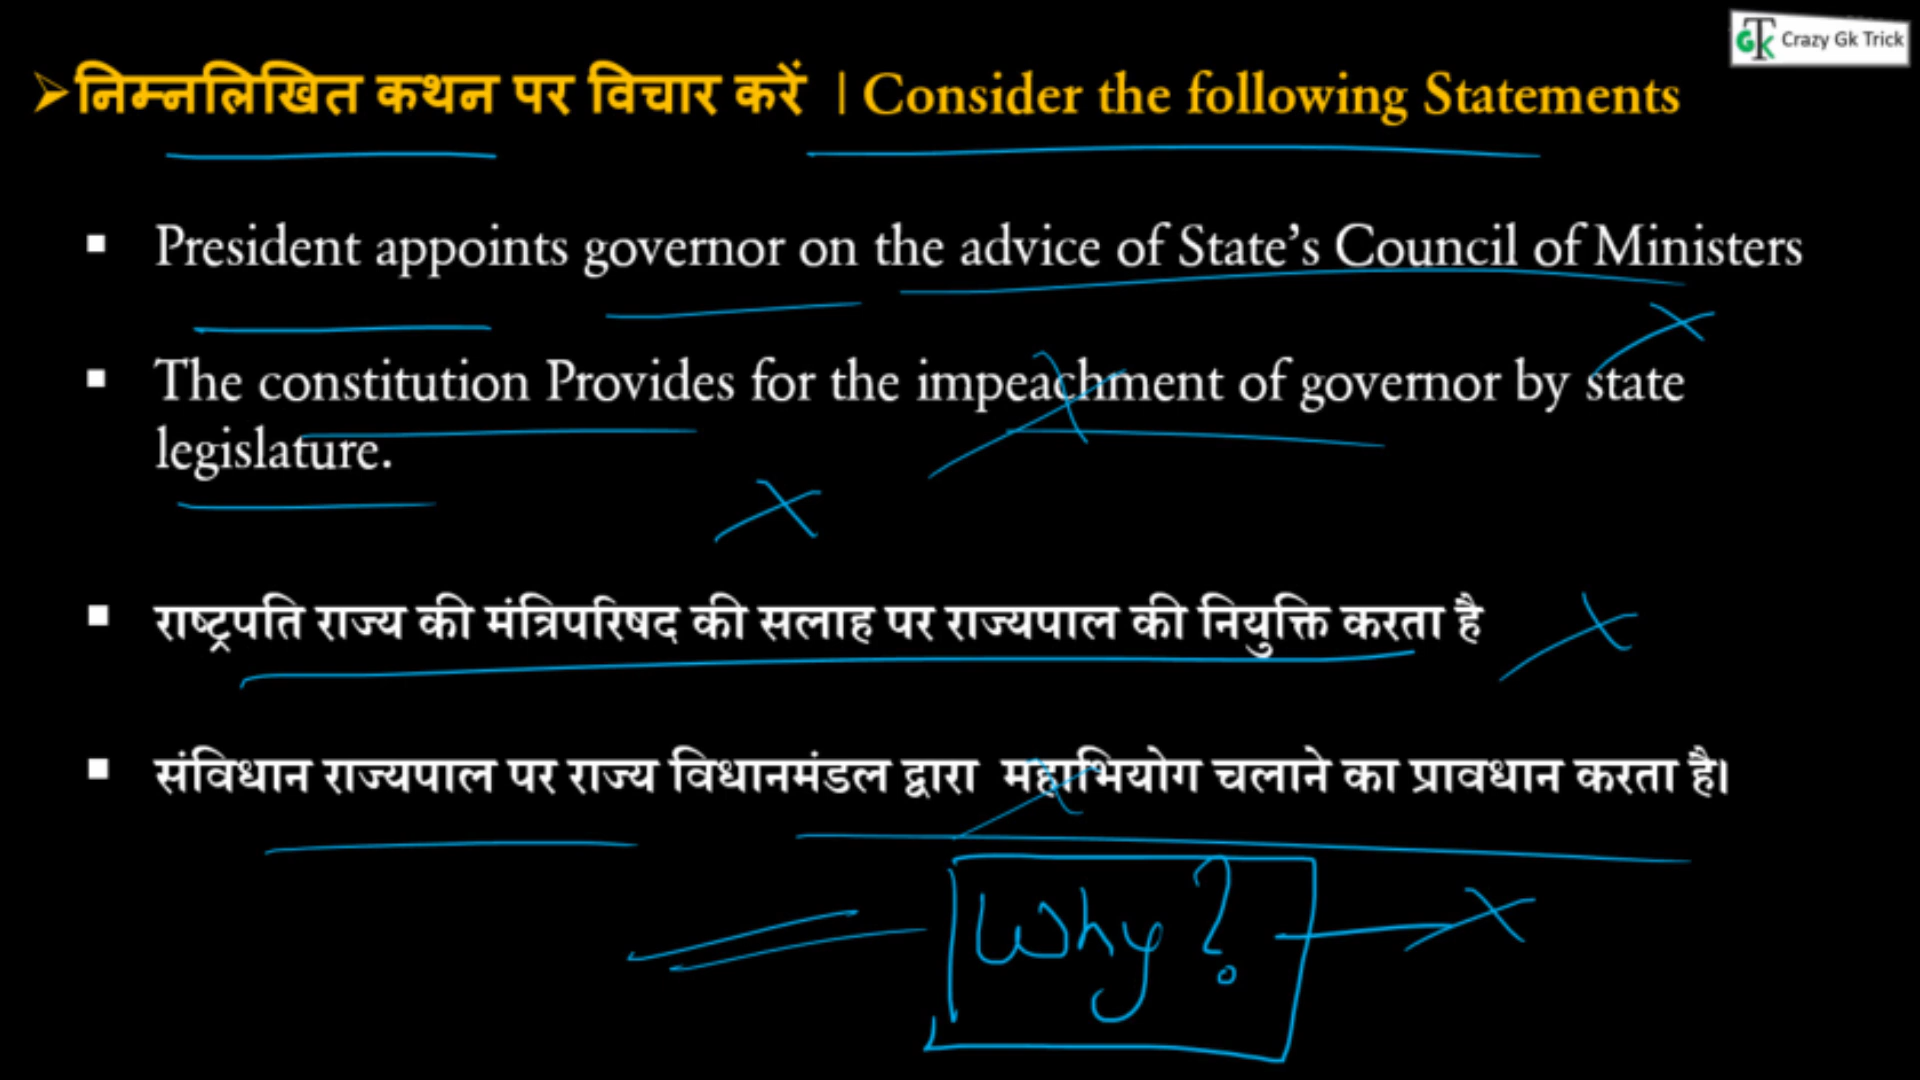 GTK Crazy Gk Trick
➢निम्नलिखित कथन पर विचार करें | Consider the following Statements
▪ President appoints governor on the advice of State’s Council of Ministers
▪ The constitution Provides for the impeachment of governor by state
legislature.
▪ राष्ट्रपति राज्य की मंत्रिपरिषद की सलाह पर राज्यपाल की नियुक्ति करता है
▪ संविधान राज्यपाल पर राज्य विधानमंडल द्वारा महाभियोग चलाने का प्रावधान करता है।
Why?